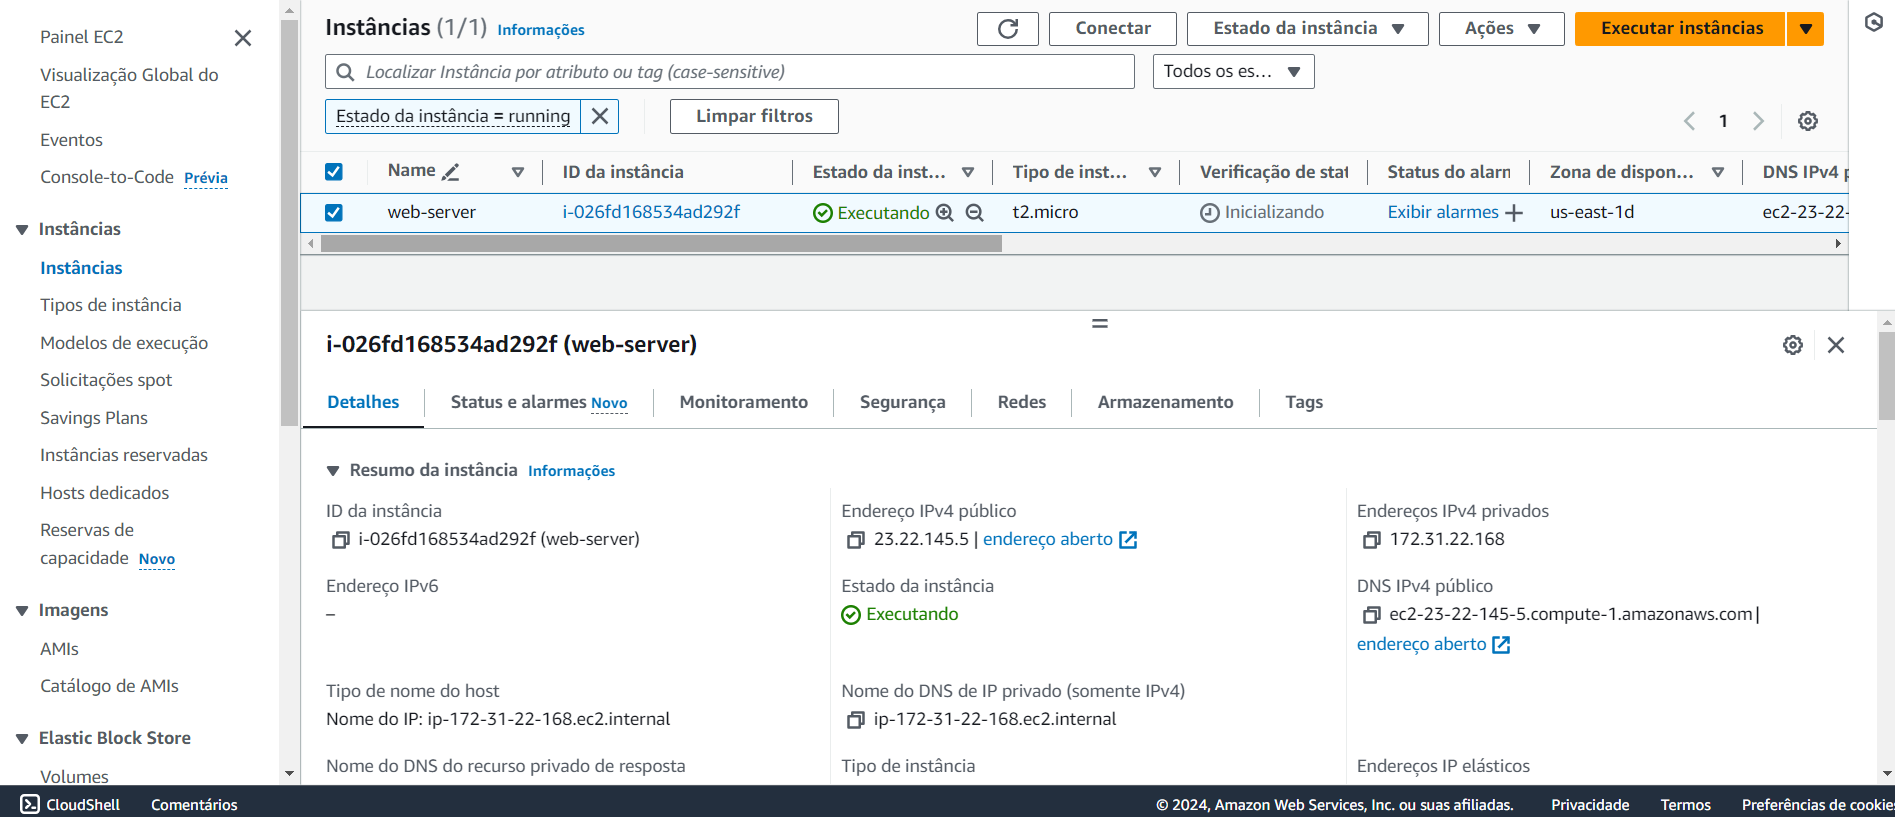 Painel EC2
Visualização Global do
EC2
Eventos
Console-to-Code Prévia
Instâncias
Instâncias
Tipos de instância
Modelos de execução
Solicitações spot
Savings Plans
Instâncias reservadas
Hosts dedicados
Reservas de
capacidade Novo
Imagens
AMIs
Catálogo de AMIs
Elastic Block Store
Volumes
Instâncias (1/1) Informações
Conectar
Estado da instância
Ações
Executar instâncias
Localizar Instância por atributo ou tag (case-sensitive)
Todos os es...
Estado da instância = running
Limpar filtros
1
Name ID da instância Estado da inst... Tipo de inst... Verificação de stat Status do alarn Zona de dispon... DNS IPv4 p
web-server i-026fd168534ad292f Executando t2.micro Inicializando Exibir alarmes us-east-1d ec2-23-22-
i-026fd168534ad292f (web-server)
Detalhes Status e alarmes Novo Monitoramento Segurança Redes Armazenamento Tags
Resumo da instância Informações
ID da instância
i-026fd168534ad292f (web-server)
Endereço IPv4 público
23.22.145.5 | endereço aberto
Endereços IPv4 privados
172.31.22.168
Endereço IPv6
–
Estado da instância
Executando
DNS IPv4 público
ec2-23-22-145-5.compute-1.amazonaws.com |
endereço aberto
Tipo de nome do host
Nome do IP: ip-172-31-22-168.ec2.internal
Nome do DNS de IP privado (somente IPv4)
ip-172-31-22-168.ec2.internal
Nome do DNS do recurso privado de resposta
Tipo de instância
Endereços IP elásticos
CloudShell Comentários © 2024, Amazon Web Services, Inc. ou suas afiliadas. Privacidade Termos Preferências de cookies